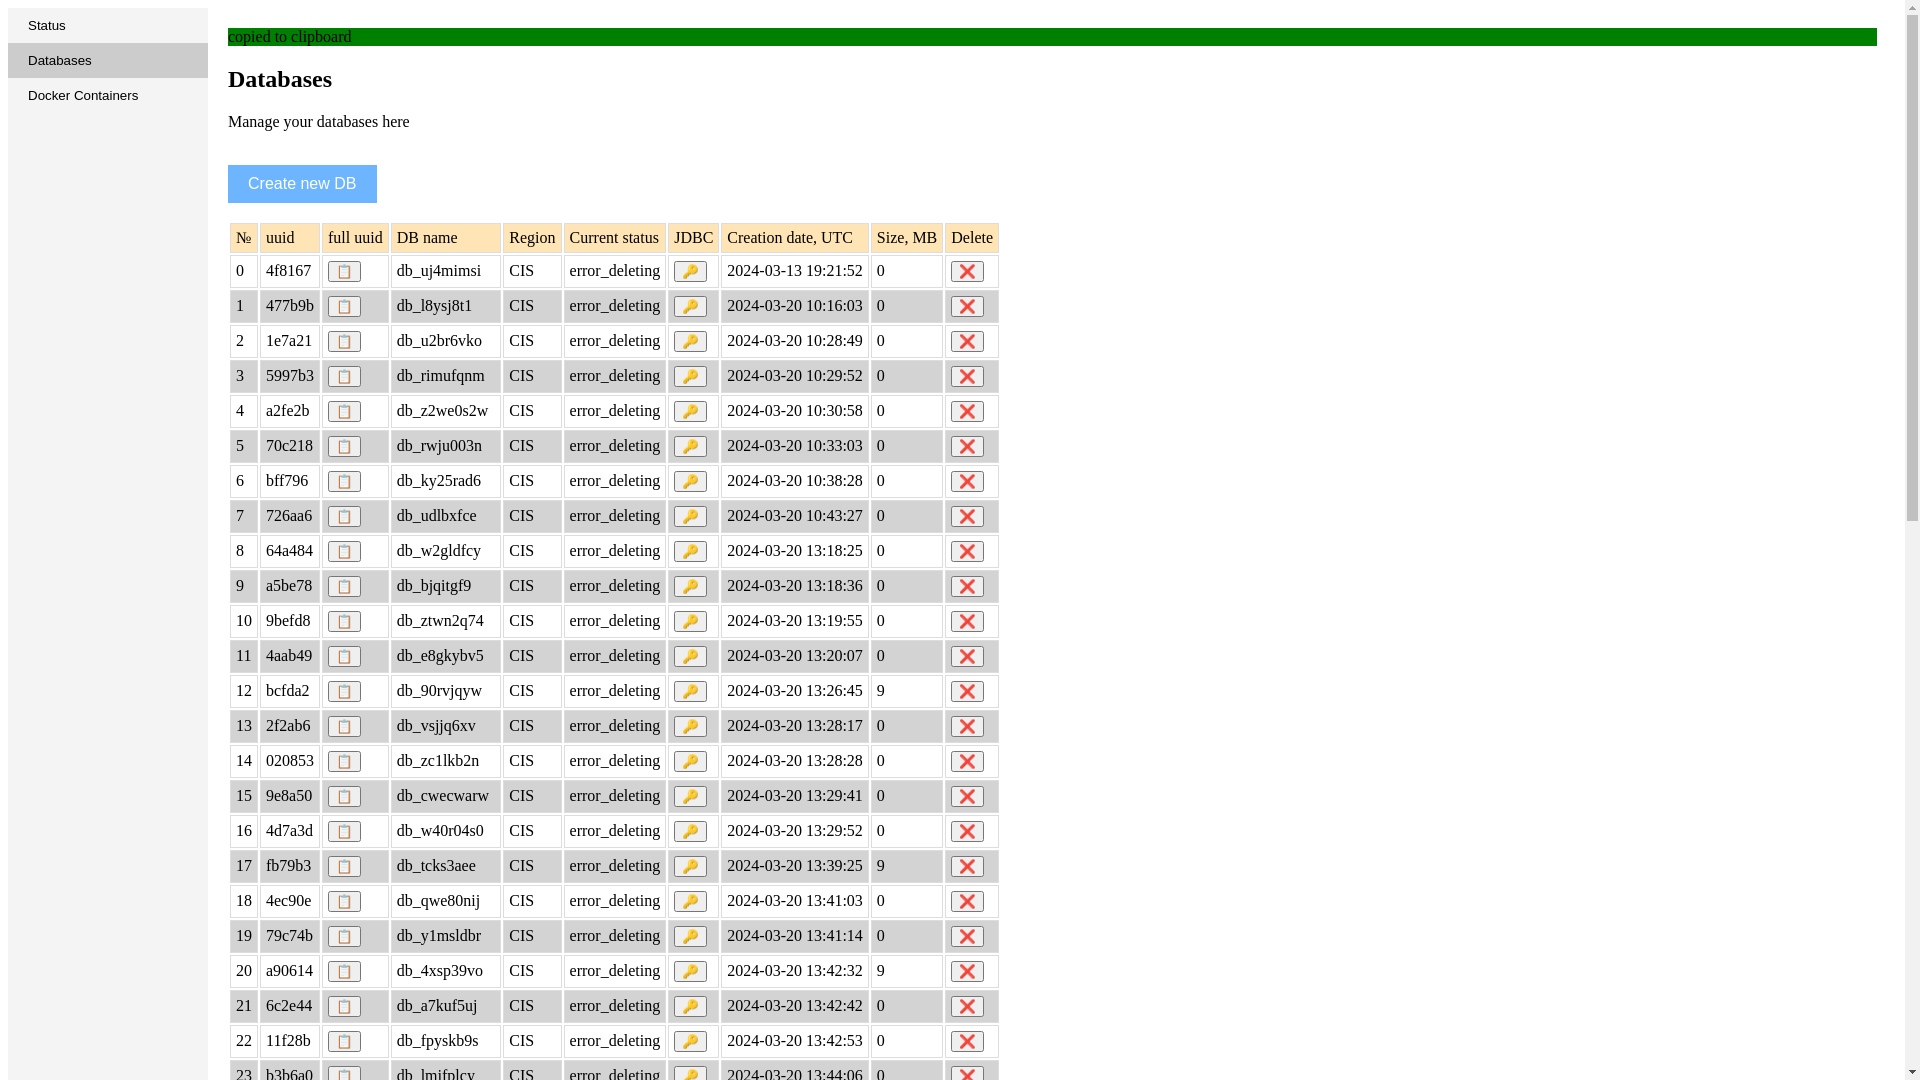 Status
Databases
Docker Containers
copied to clipboard
Databases
Manage your databases here
Create new DB
№ uuid full uuid DB name Region Current status JDBC Creation date, UTC Size, MB Delete
0 4f8167 db_uj4mimsi CIS error_deleting 2024-03-13 19:21:52 0
1 477b9b db_l8ysj8t1 CIS error_deleting 2024-03-20 10:16:03 0
2 1e7a21 db_u2br6vko CIS error_deleting 2024-03-20 10:28:49 0
3 5997b3 db_rimufqnm CIS error_deleting 2024-03-20 10:29:52 0
4 a2fe2b db_z2we0s2w CIS error_deleting 2024-03-20 10:30:58 0
5 70c218 db_rwju003n CIS error_deleting 2024-03-20 10:33:03 0
6 bff796 db_ky25rad6 CIS error_deleting 2024-03-20 10:38:28 0
7 726aa6 db_udlbxfce CIS error_deleting 2024-03-20 10:43:27 0
8 64a484 db_w2gldfcy CIS error_deleting 2024-03-20 13:18:25 0
9 a5be78 db_bjqitgf9 CIS error_deleting 2024-03-20 13:18:36 0
10 9befd8 db_ztwn2q74 CIS error_deleting 2024-03-20 13:19:55 0
11 4aab49 db_e8gkybv5 CIS error_deleting 2024-03-20 13:20:07 0
12 bcfda2 db_90rvjqyw CIS error_deleting 2024-03-20 13:26:45 9
13 2f2ab6 db_vsjjq6xv CIS error_deleting 2024-03-20 13:28:17 0
14 020853 db_zc1lkb2n CIS error_deleting 2024-03-20 13:28:28 0
15 9e8a50 db_cwecwarw CIS error_deleting 2024-03-20 13:29:41 0
16 4d7a3d db_w40r04s0 CIS error_deleting 2024-03-20 13:29:52 0
17 fb79b3 db_tcks3aee CIS error_deleting 2024-03-20 13:39:25 9
18 4ec90e db_qwe80nij CIS error_deleting 2024-03-20 13:41:03 0
19 79c74b db_y1msldbr CIS error_deleting 2024-03-20 13:41:14 0
20 a90614 db_4xsp39vo CIS error_deleting 2024-03-20 13:42:32 9
21 6c2e44 db_a7kuf5uj CIS error_deleting 2024-03-20 13:42:42 0
22 11f28b db_fpyskb9s CIS error_deleting 2024-03-20 13:42:53 0
23 b3b6a0 db_lmifplcv CIS error_deleting 2024-03-20 13:44:06 0